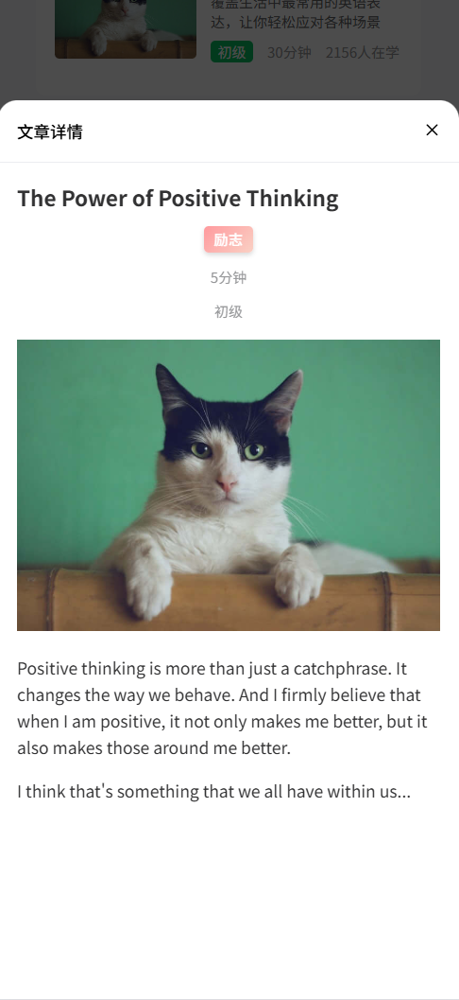 覆盖生活中最常用的英语表
达，让你轻松应对各种场景
初级 30分钟 2156人在学
文章详情
The Power of Positive Thinking
励志
5分钟
初级
Positive thinking is more than just a catchphrase. It
changes the way we behave. And I firmly believe that
when I am positive, it not only makes me better, but it
also makes those around me better.
I think that's something that we all have within us...